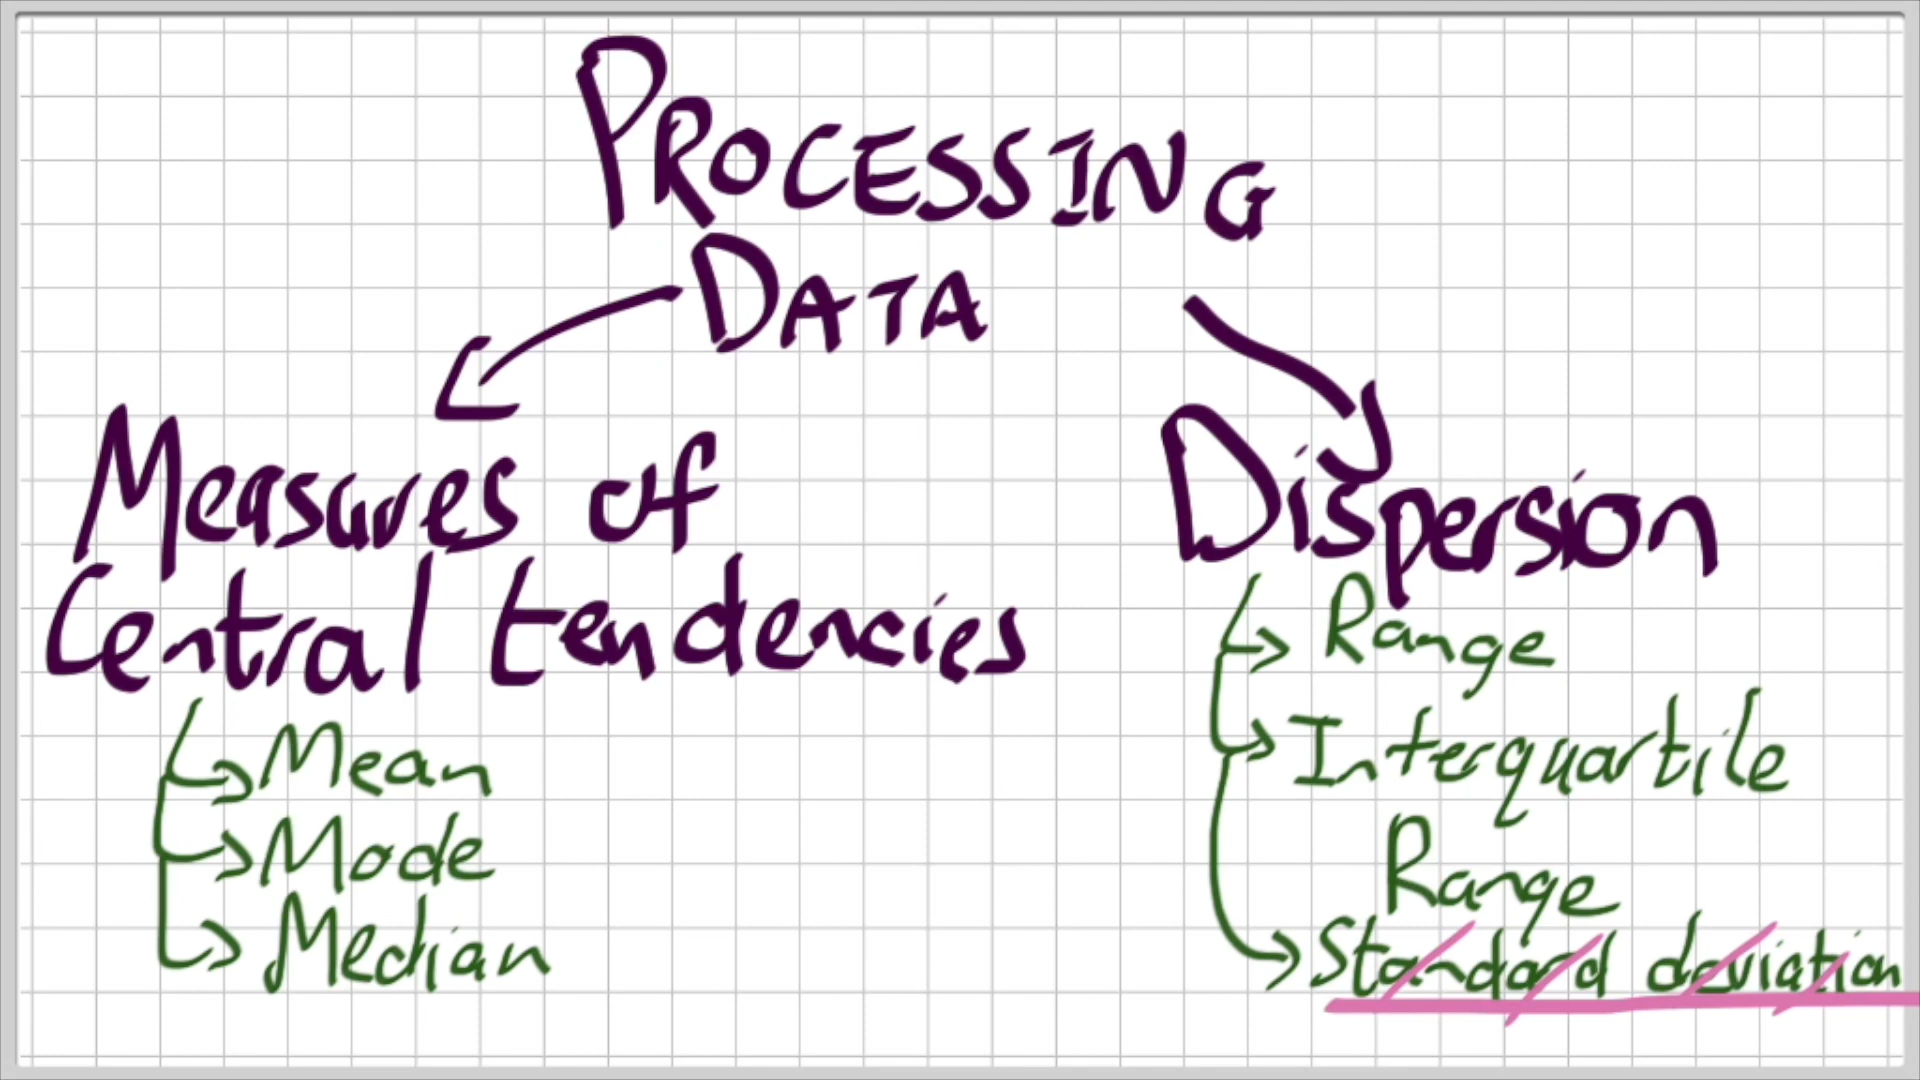 PROCESSING
DATA
Measures of
Central tendencies
Mean
Mode
Median
Dispersion
Range
Interquartile
Range
Standard deviation